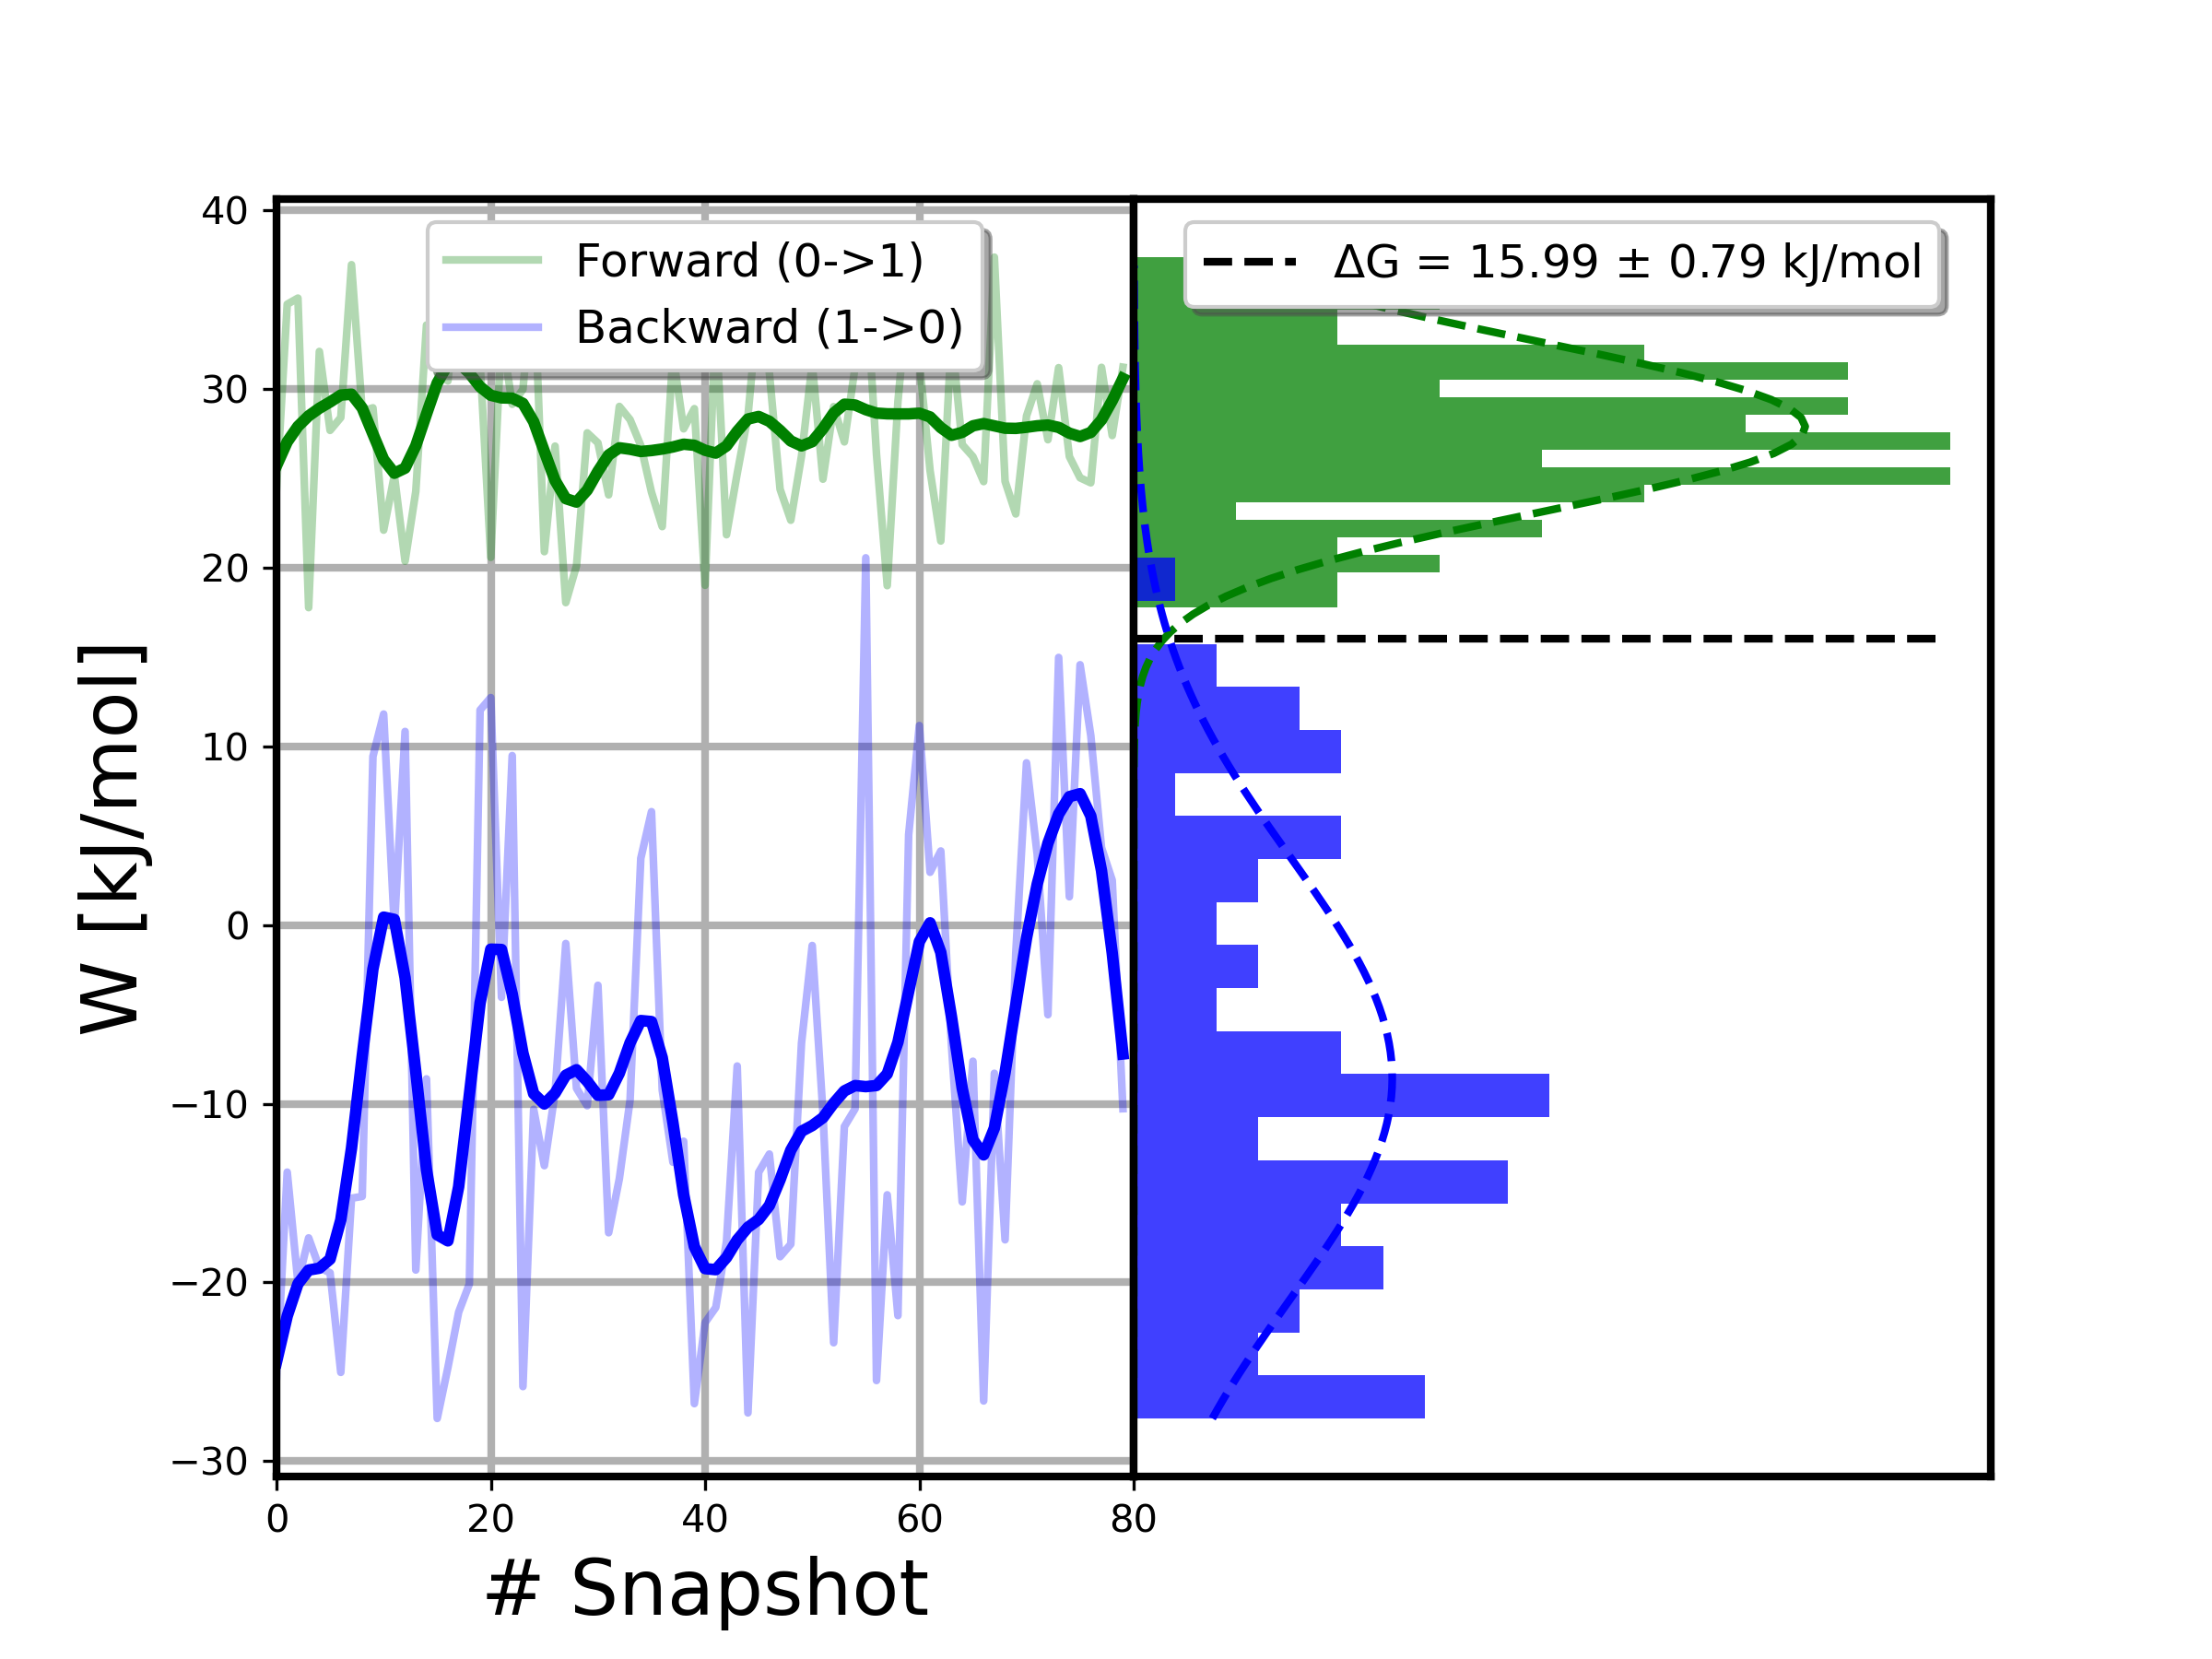 Forward (0->1)
Backward (1->0)
ΔG = 15.99 ± 0.79 kJ/mol
W [kJ/mol]
40
30
20
10
0
−10
−20
−30
0 20 40 60 80
# Snapshot